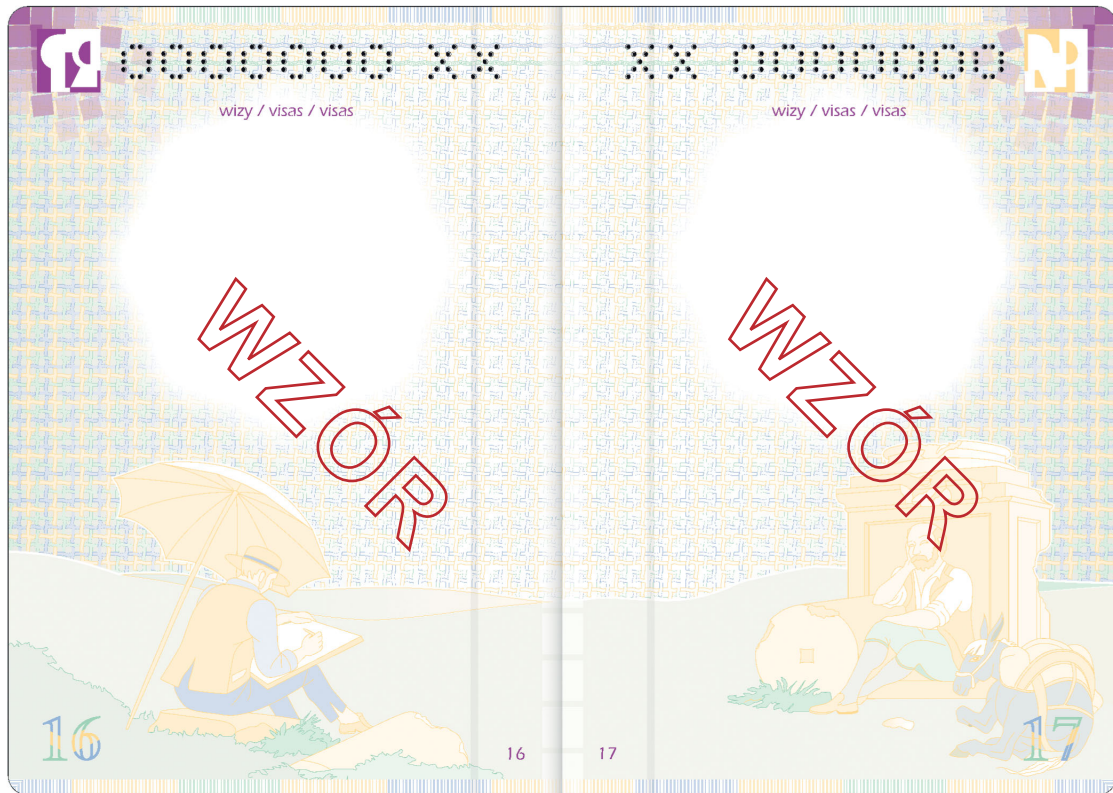 0000000 XX
wizy / visas / visas
WZÓR
16
16
XX 0000000
wizy / visas / visas
WZÓR
17
17